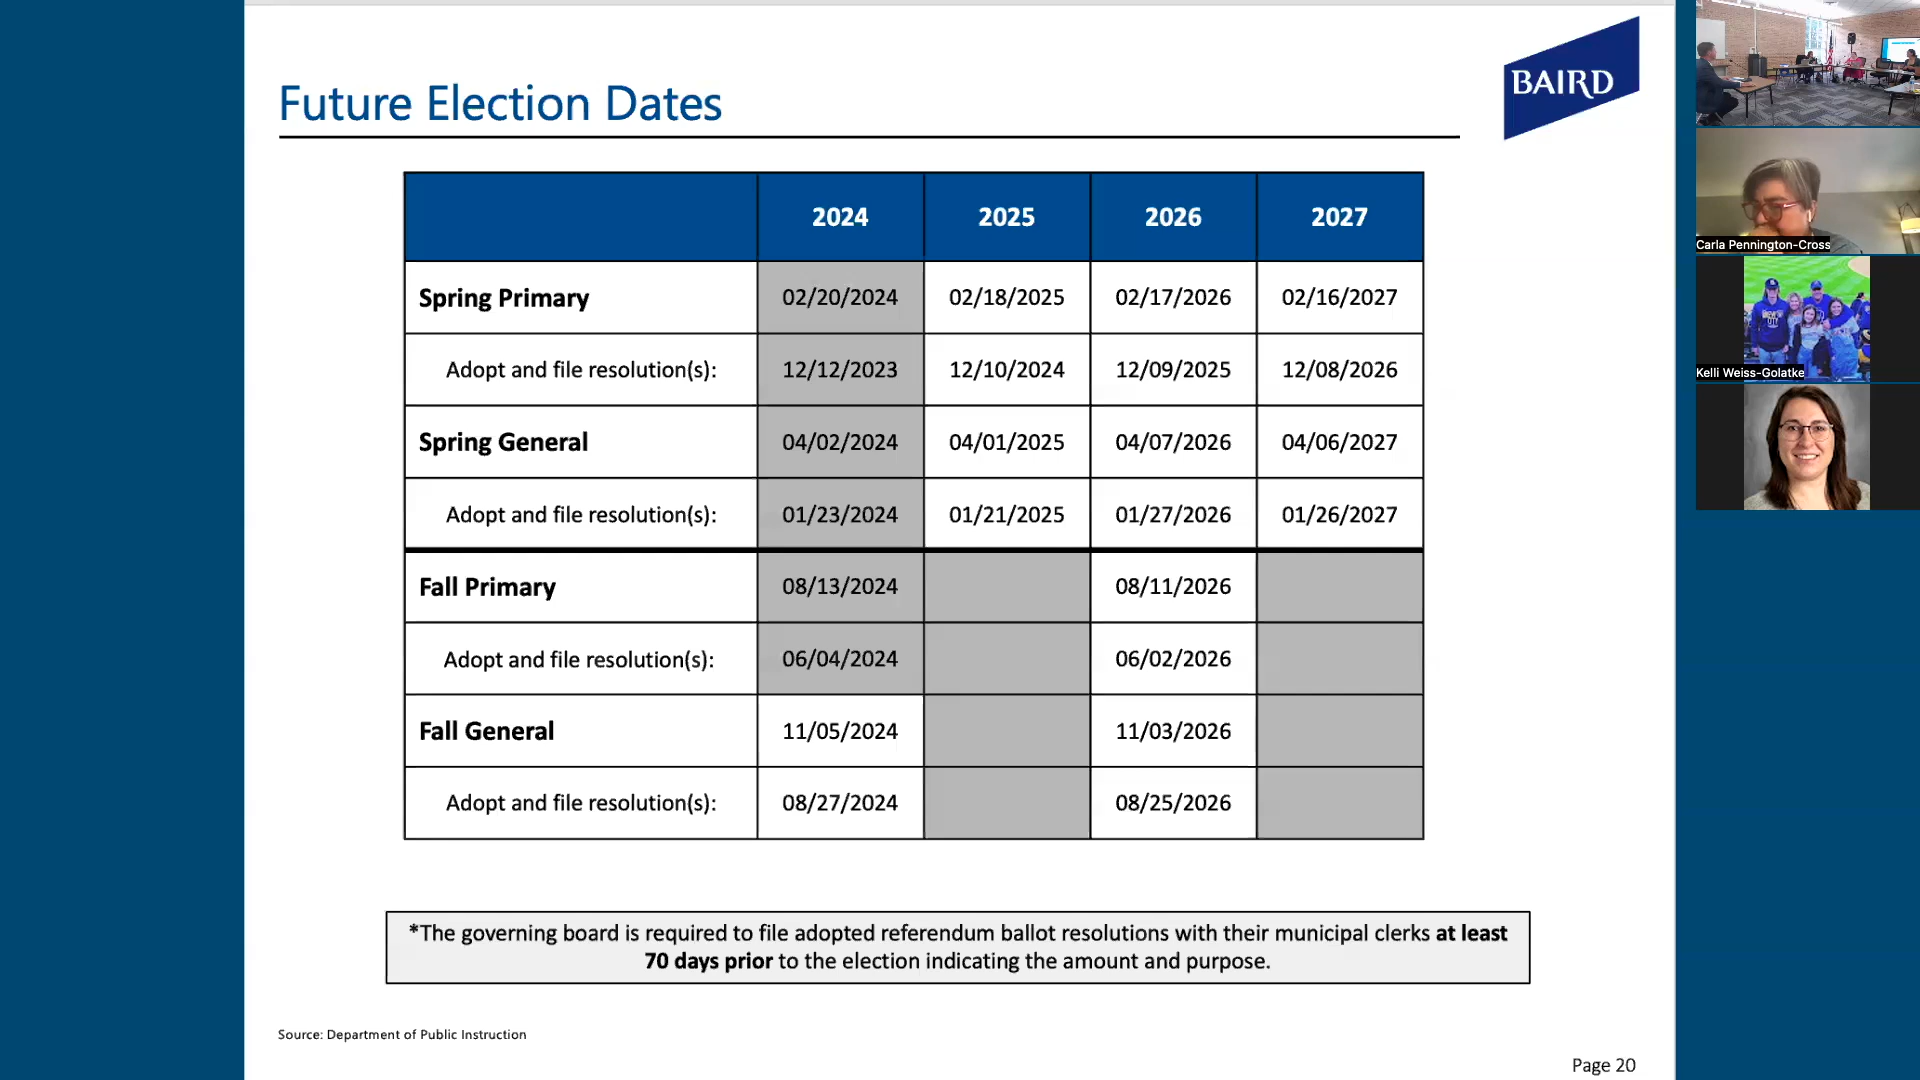 Future Election Dates
BAIRD
2024 2025 2026 2027
Spring Primary 02/20/2024 02/18/2025 02/17/2026 02/16/2027
Adopt and file resolution(s): 12/12/2023 12/10/2024 12/09/2025 12/08/2026
Spring General 04/02/2024 04/01/2025 04/07/2026 04/06/2027
Adopt and file resolution(s): 01/23/2024 01/21/2025 01/27/2026 01/26/2027
Fall Primary 08/13/2024 08/11/2026
Adopt and file resolution(s): 06/04/2024 06/02/2026
Fall General 11/05/2024 11/03/2026
Adopt and file resolution(s): 08/27/2024 08/25/2026
*The governing board is required to file adopted referendum ballot resolutions with their municipal clerks at least
70 days prior to the election indicating the amount and purpose.
Source: Department of Public Instruction
Page 20
Carla Pennington-Cross
Kelli Weiss-Golatke